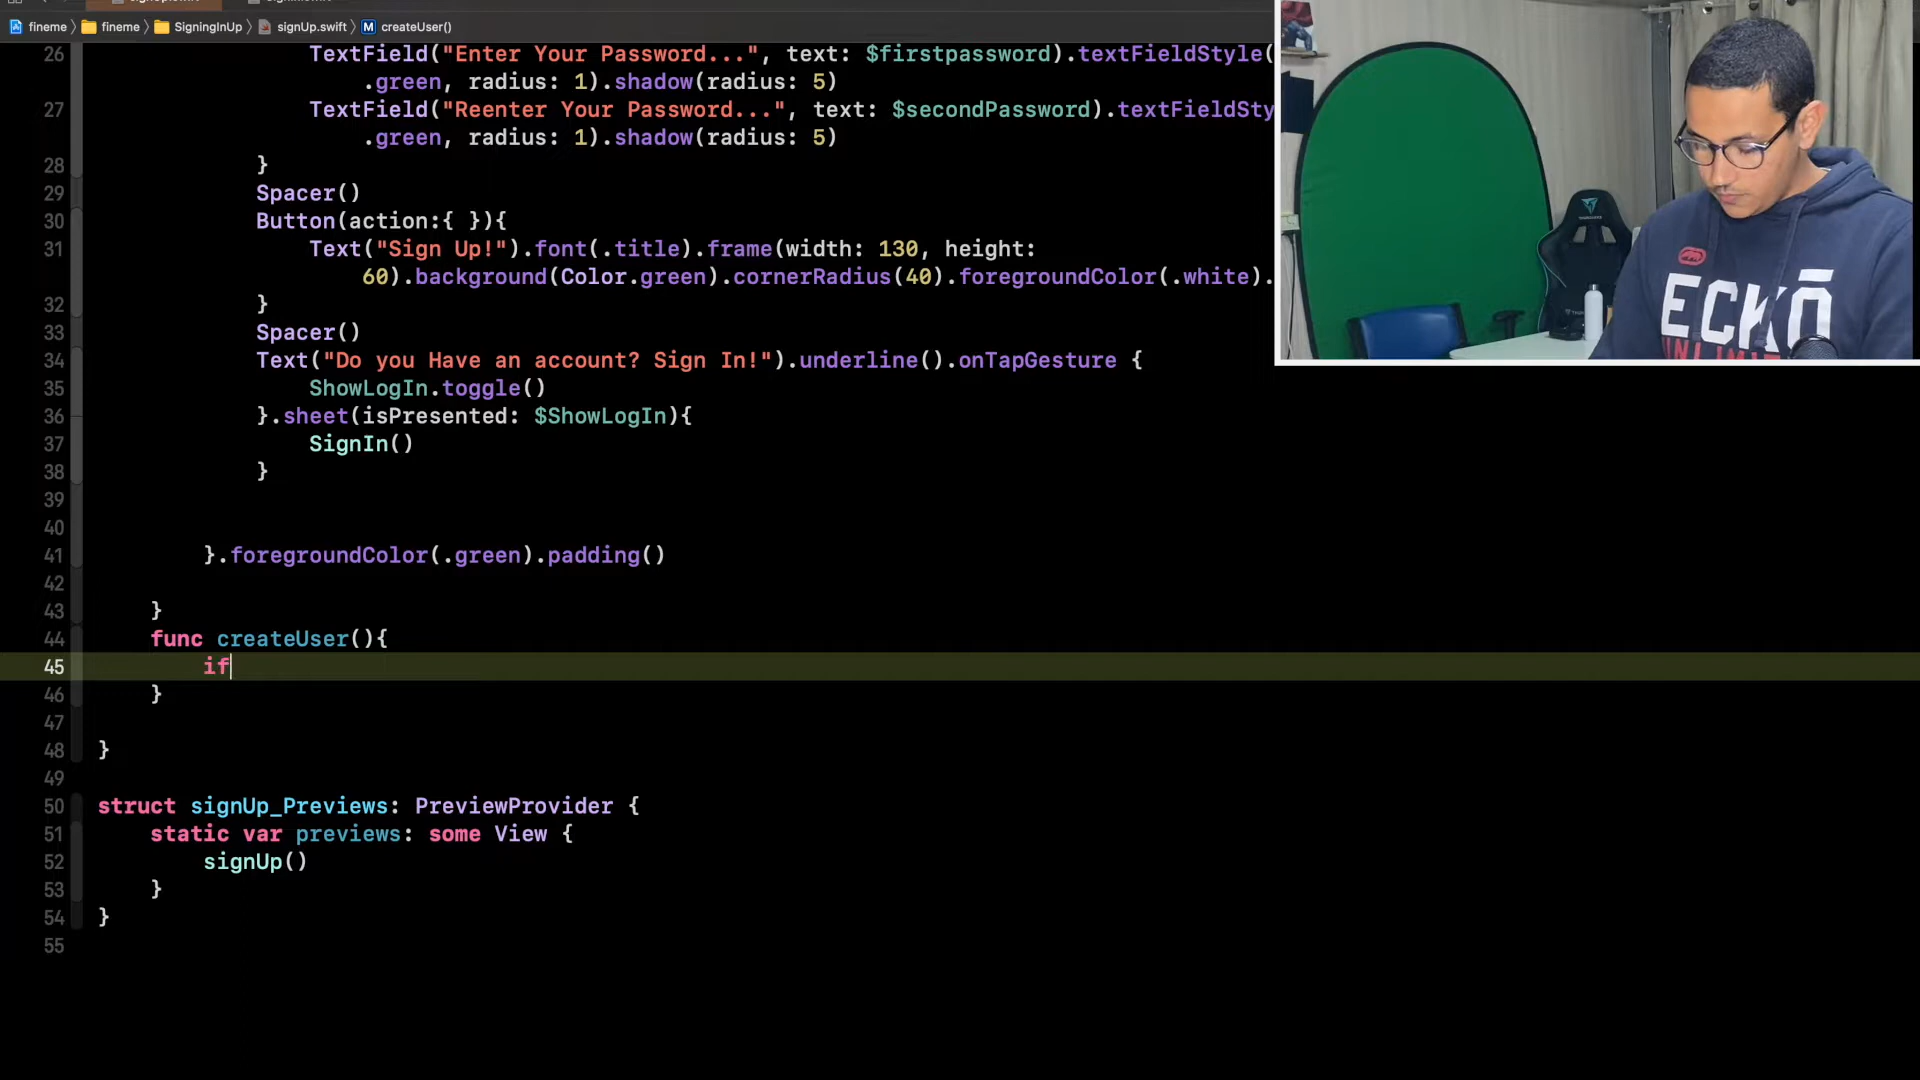 fineme fineme SigningInUp signUp.swift M createUser()
26 TextField("Enter Your Password...", text: $firstpassword).textFieldStyle(
.green, radius: 1).shadow(radius: 5)
27 TextField("Reenter Your Password...", text: $secondPassword).textFieldSty
.green, radius: 1).shadow(radius: 5)
28 }
29 Spacer()
30 Button(action:{ }){
31 Text("Sign Up!").font(.title).frame(width: 130, height:
60).background(Color.green).cornerRadius(40).foregroundColor(.white).
32 }
33 Spacer()
34 Text("Do you Have an account? Sign In!").underline().onTapGesture {
35 ShowLogIn.toggle()
36 }.sheet(isPresented: $ShowLogIn){
37 SignIn()
38 }
39
40
41 }.foregroundColor(.green).padding()
42
43 }
44 func createUser(){
45 if
46 }
47
48 }
49
50 struct signUp_Previews: PreviewProvider {
51 static var previews: some View {
52 signUp()
53 }
54 }
55
ECKŌ
UNLIMIT